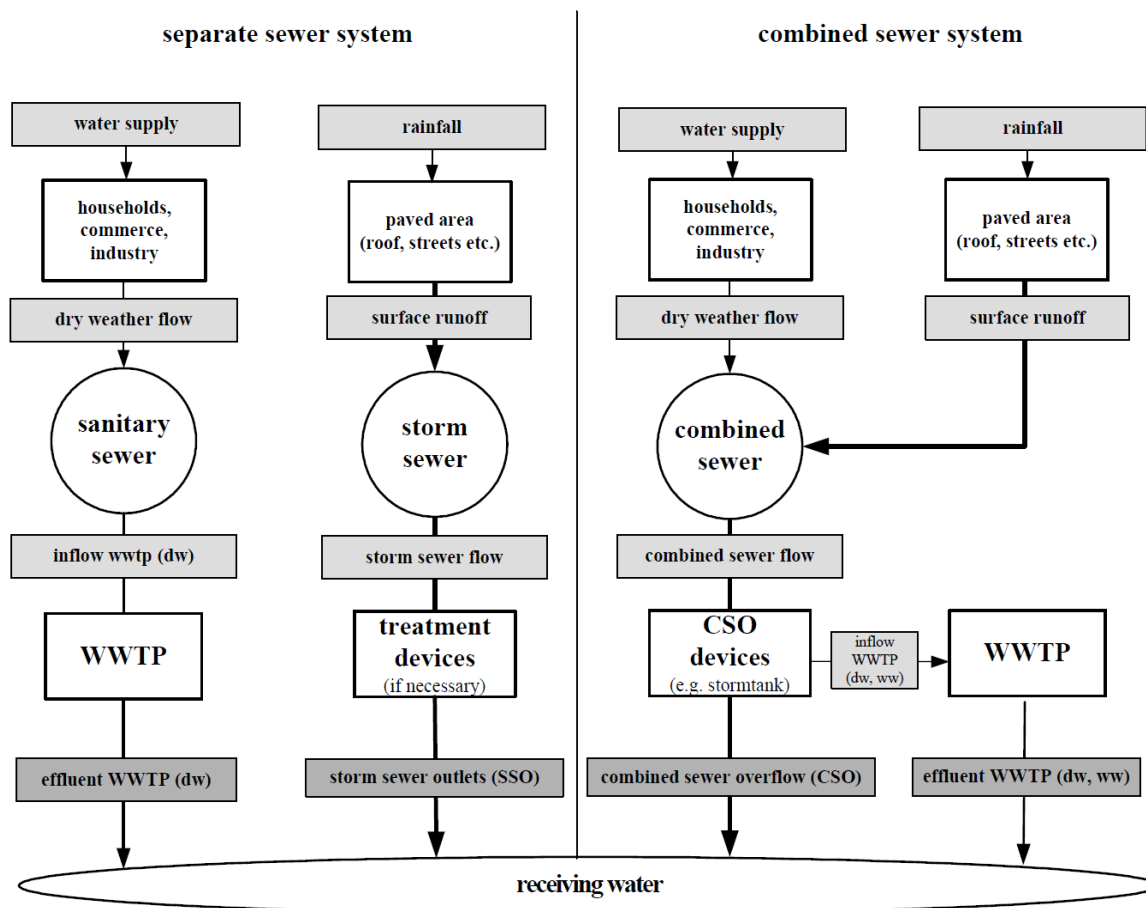 separate sewer system
combined sewer system
water supply
rainfall
water supply
rainfall
households,
commerce,
industry
paved area
(roof, streets etc.)
households,
commerce,
industry
paved area
(roof, streets etc.)
dry weather flow
surface runoff
dry weather flow
surface runoff
sanitary
sewer
storm
sewer
combined
sewer
inflow wwtp (dw)
storm sewer flow
combined sewer flow
WWTP
treatment
devices
(if necessary)
CSO
devices
(e.g. stormtank)
inflow
WWTP
(dw, ww)
WWTP
effluent WWTP (dw)
storm sewer outlets (SSO)
combined sewer overflow (CSO)
effluent WWTP (dw, ww)
receiving water